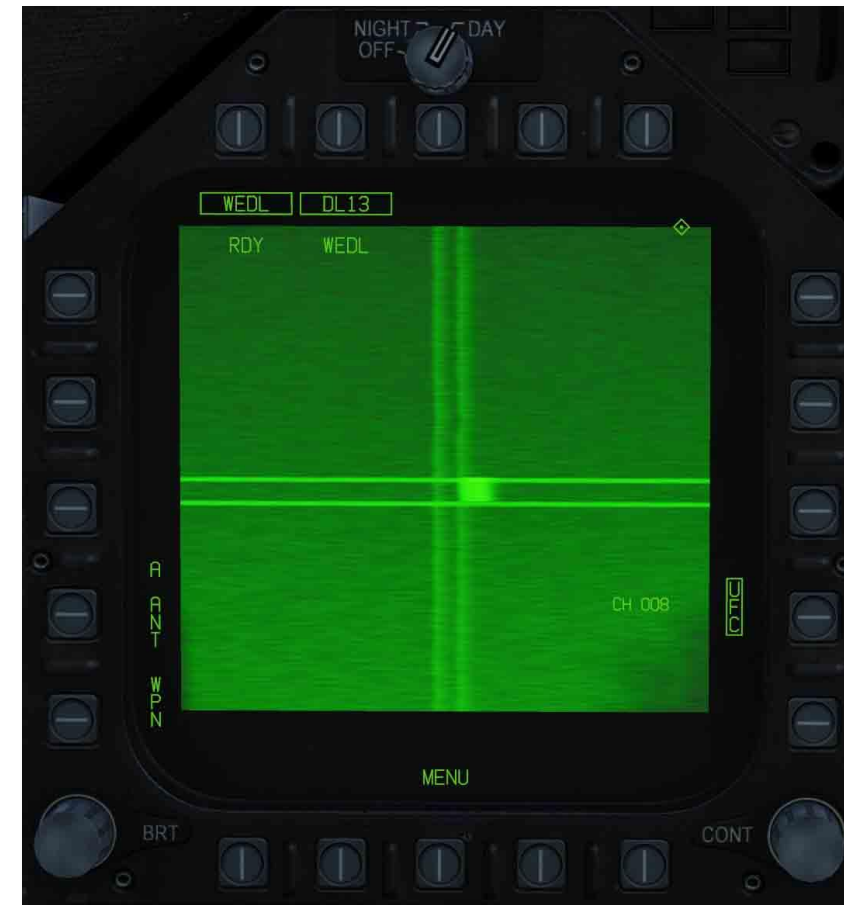 NIGHT DAY
OFF
WEDL DL13
RDY WEDL
A
ANT
CH 008
UFC
WPN
MENU
BRT
CONT